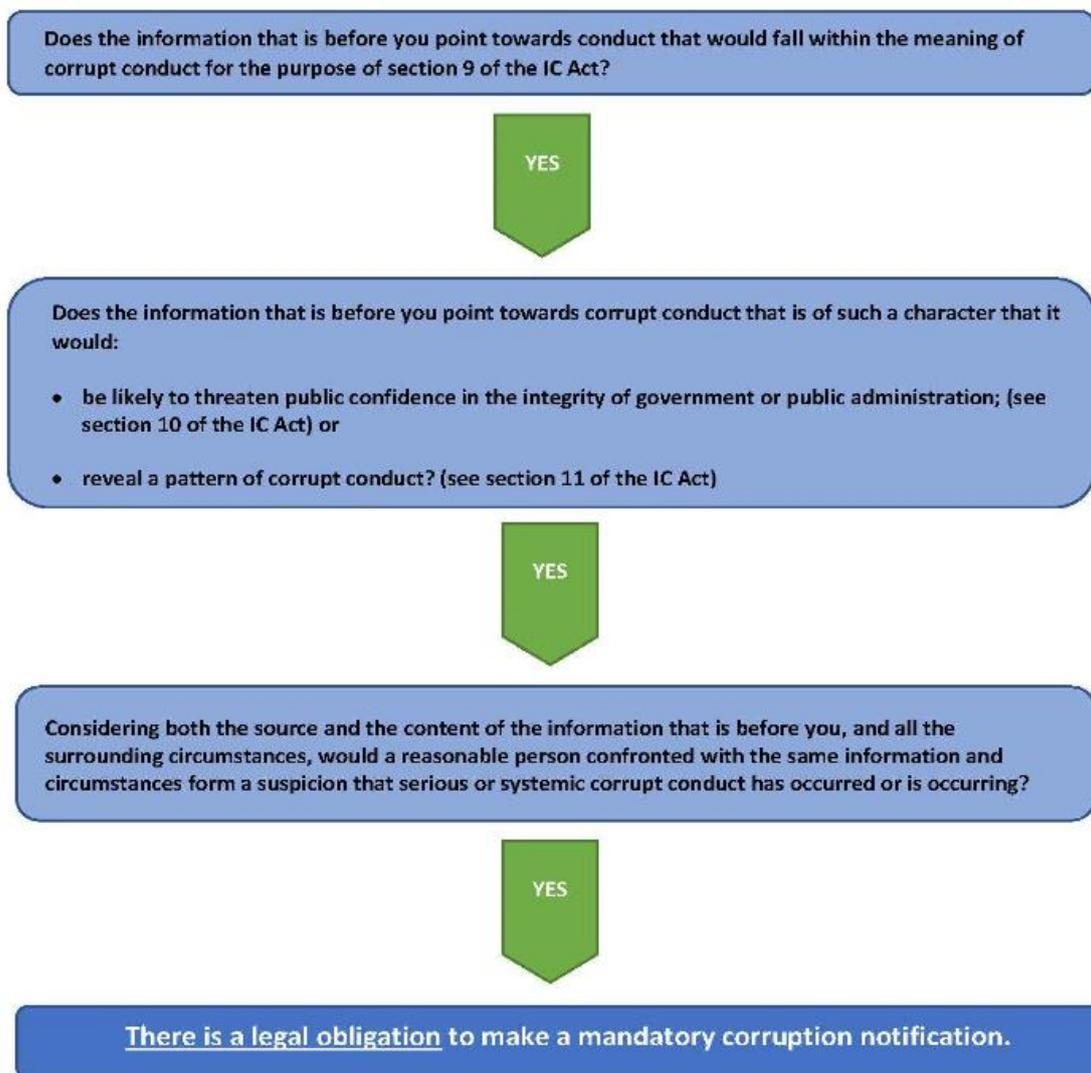 Does the information that is before you point towards conduct that would fall within the meaning of
corrupt conduct for the purpose of section 9 of the IC Act?
YES
Does the information that is before you point towards corrupt conduct that is of such a character that it
would:
• be likely to threaten public confidence in the integrity of government or public administration; (see
section 10 of the IC Act) or
• reveal a pattern of corrupt conduct? (see section 11 of the IC Act)
YES
Considering both the source and the content of the information that is before you, and all the
surrounding circumstances, would a reasonable person confronted with the same information and
circumstances form a suspicion that serious or systemic corrupt conduct has occurred or is occurring?
YES
There is a legal obligation to make a mandatory corruption notification.